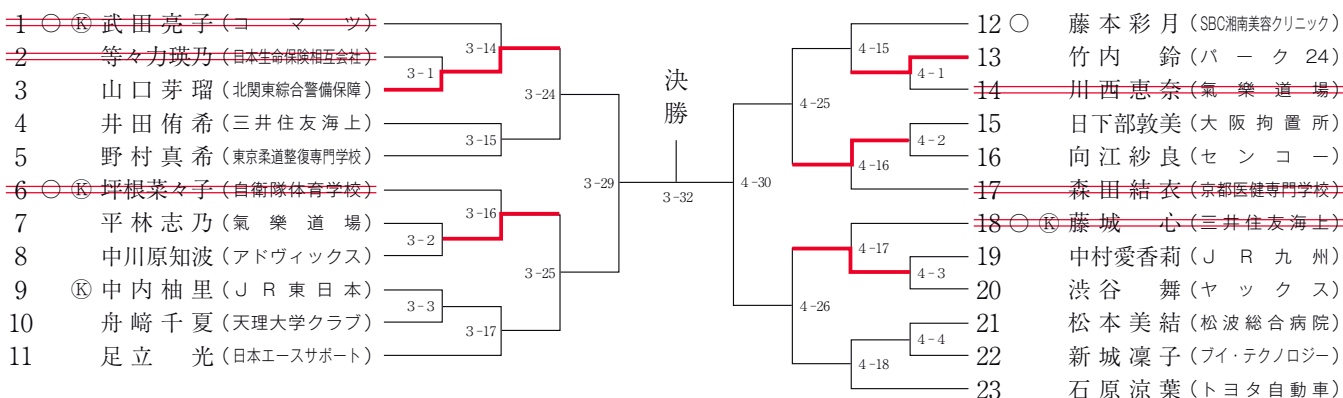 1 ○ Ⓚ 武田亮子（コマツ）
2 等々力瑛乃（日本生命保険相互会社）
3 山口芽瑠（北関東綜合警備保障）
4 井田侑希（三井住友海上）
5 野村真希（東京柔道整復専門学校）
6 ○ Ⓚ 坪根菜々子（自衛隊体育学校）
7 平林志乃（氣樂道場）
8 中川原知波（アドヴィックス）
9 Ⓚ 中内柚里（JR東日本）
10 舟﨑千夏（天理大学クラブ）
11 足立光（日本エースサポート）
3-14
3-1
3-24
3-15
3-29
3-16
3-2
3-25
3-3
3-17
決勝
3-32
4-15
4-1
4-25
4-2
4-16
4-30
4-17
4-3
4-26
4-4
4-18
12 ○ 藤本彩月（SBC湘南美容クリニック）
13 竹内鈴（パーク24）
14 川西恵奈（氣樂道場）
15 日下部敦美（大阪拘置所）
16 向江紗良（センコー）
17 森田結衣（京都医健専門学校）
18 ○ Ⓚ 藤城心（三井住友海上）
19 中村愛香莉（JR九州）
20 渋谷舞（ヤックス）
21 松本美結（松波総合病院）
22 新城凜子（ブイ・テクノロジー）
23 石原涼葉（トヨタ自動車）